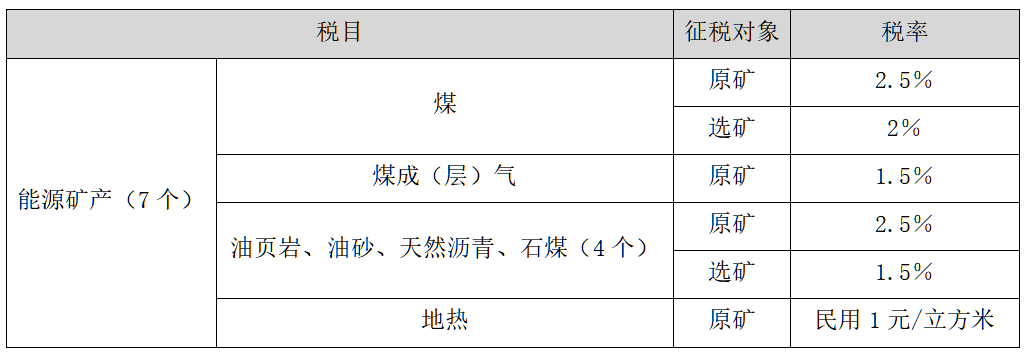 税目 征税对象 税率
能源矿产（7个） 煤 原矿 2.5%
选矿 2%
煤成（层）气 原矿 1.5%
油页岩、油砂、天然沥青、石煤（4个） 原矿 2.5%
选矿 1.5%
地热 原矿 民用1元/立方米